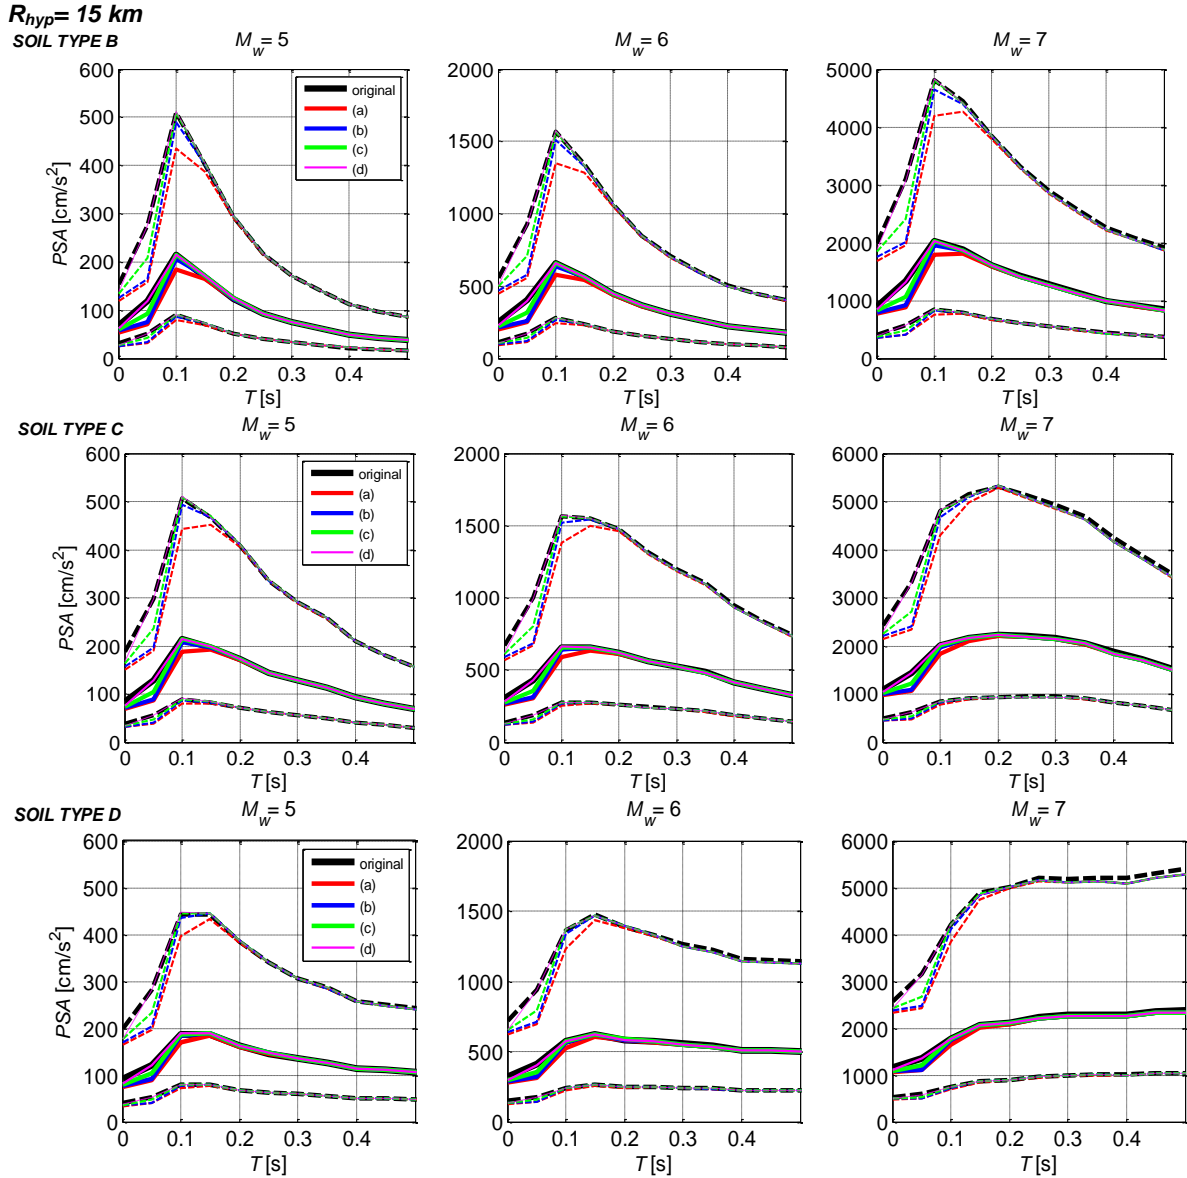 R_hyp= 15 km
SOIL TYPE B
M_w= 5
M_w= 6
M_w= 7
600
500
400
300
200
100
0
PSA [cm/s²]
0 0.1 0.2 0.3 0.4
T [s]
original
(a)
(b)
(c)
(d)
2000
1500
1000
500
0
0 0.1 0.2 0.3 0.4
T [s]
5000
4000
3000
2000
1000
0
0 0.1 0.2 0.3 0.4
T [s]
SOIL TYPE C
M_w= 5
M_w= 6
M_w= 7
600
500
400
300
200
100
0
PSA [cm/s²]
0 0.1 0.2 0.3 0.4
T [s]
original
(a)
(b)
(c)
(d)
2000
1500
1000
500
0
0 0.1 0.2 0.3 0.4
T [s]
6000
5000
4000
3000
2000
1000
0
0 0.1 0.2 0.3 0.4
T [s]
SOIL TYPE D
M_w= 5
M_w= 6
M_w= 7
600
500
400
300
200
100
0
PSA [cm/s²]
0 0.1 0.2 0.3 0.4
T [s]
original
(a)
(b)
(c)
(d)
2000
1500
1000
500
0
0 0.1 0.2 0.3 0.4
T [s]
6000
5000
4000
3000
2000
1000
0
0 0.1 0.2 0.3 0.4
T [s]